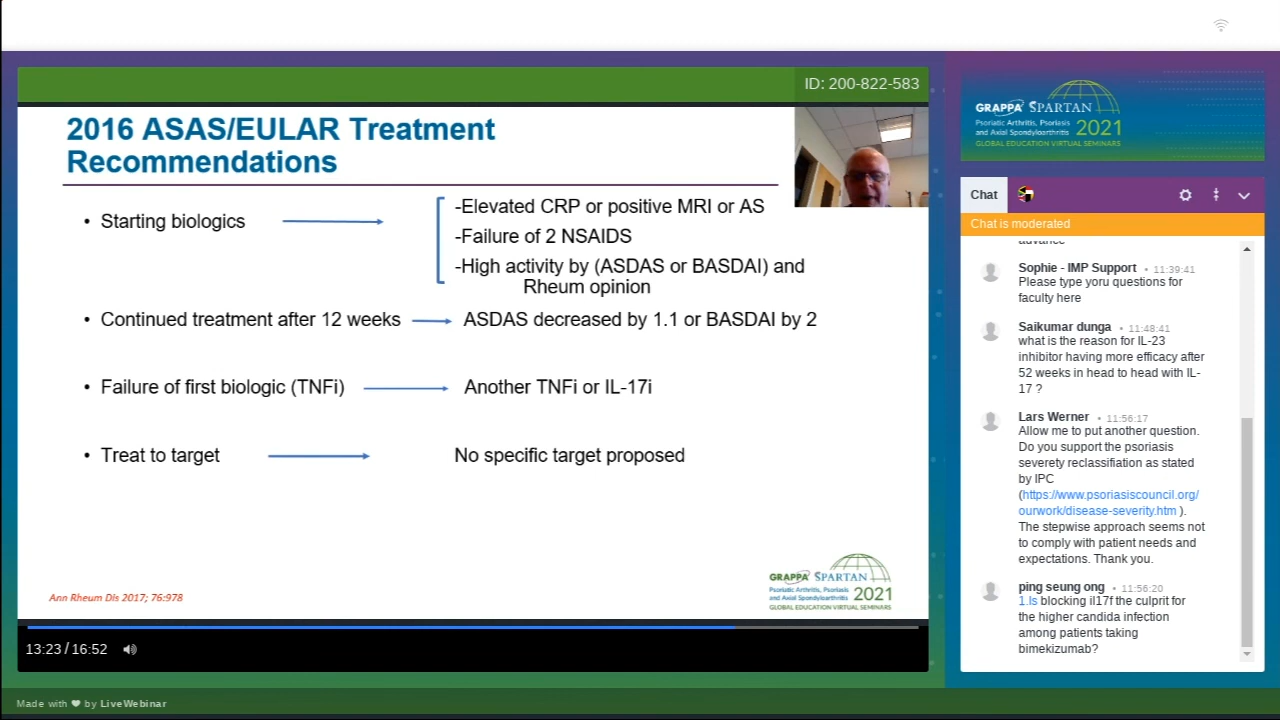 ID: 200-822-583
2016 ASAS/EULAR Treatment
Recommendations
• Starting biologics
-Elevated CRP or positive MRI or AS
-Failure of 2 NSAIDS
-High activity by (ASDAS or BASDAI) and
Rheum opinion
• Continued treatment after 12 weeks
ASDAS decreased by 1.1 or BASDAI by 2
• Failure of first biologic (TNFi)
Another TNFi or IL-17i
• Treat to target
No specific target proposed
Ann Rheum DIs 2017; 76:978
GRAPPA SPARTAN
Psoriatic Arthritis, Psoriasis
and Axial Spondyloarthritis 2021
GLOBAL EDUCATION VIRTUAL SEMINARS
13:23 / 16:52
Made with ♥ by LiveWebinar
GRAPPA SPARTAN
Psoriatic Arthritis, Psoriasis
and Axial Spondyloarthritis 2021
GLOBAL EDUCATION VIRTUAL SEMINARS
Chat
Chat is moderated
advance
Sophie - IMP Support • 11:39:41
Please type yoru questions for
faculty here
Saikumar dunga • 11:48:41
what is the reason for IL-23
inhibitor having more efficacy after
52 weeks in head to head with IL-
17 ?
Lars Werner • 11:56:17
Allow me to put another question.
Do you support the psoriasis
severety reclassifiation as stated
by IPC
(https://www.psoriasiscouncil.org/
ourwork/disease-severity.htm ).
The stepwise approach seems not
to comply with patient needs and
expectations. Thank you.
ping seung ong • 11:56:20
1.Is blocking il17f the culprit for
the higher candida infection
among patients taking
bimekizumab?